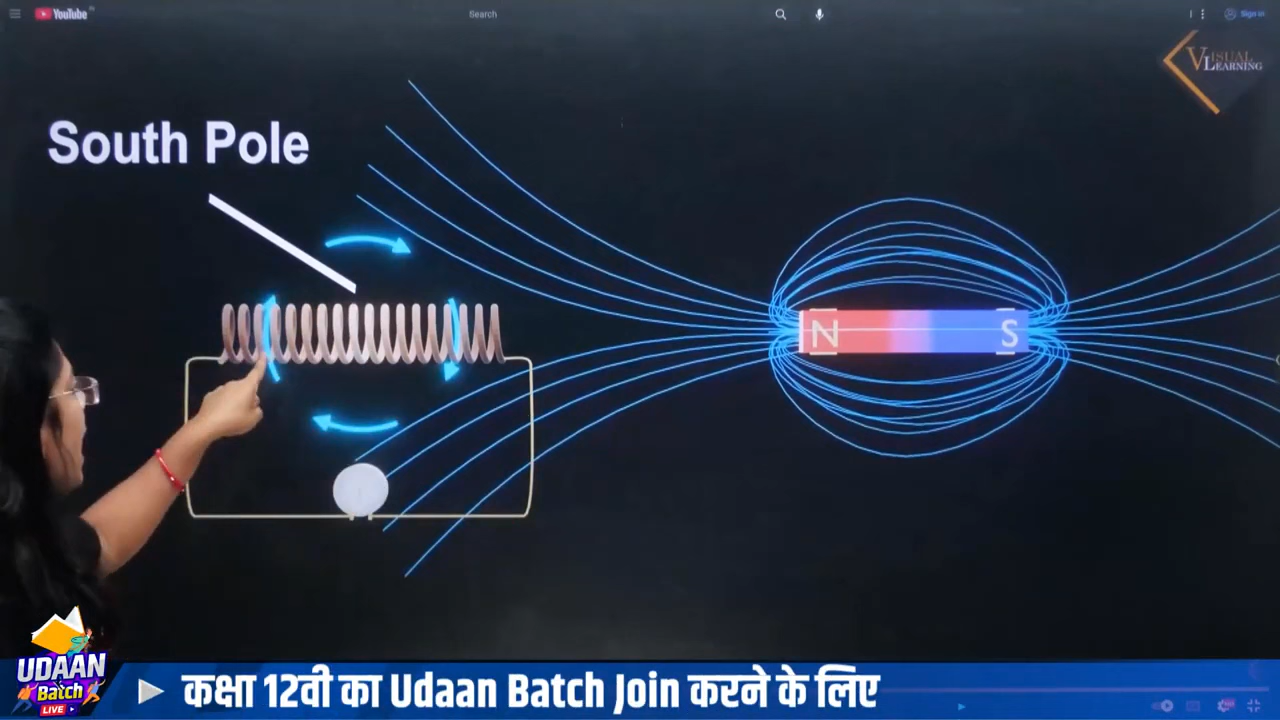 YouTube
Search
Sign in
VISUAL
LEARNING
South Pole
N
S
UDAAN
Batch
LIVE
कक्षा 12वी का Udaan Batch Join करने के लिए